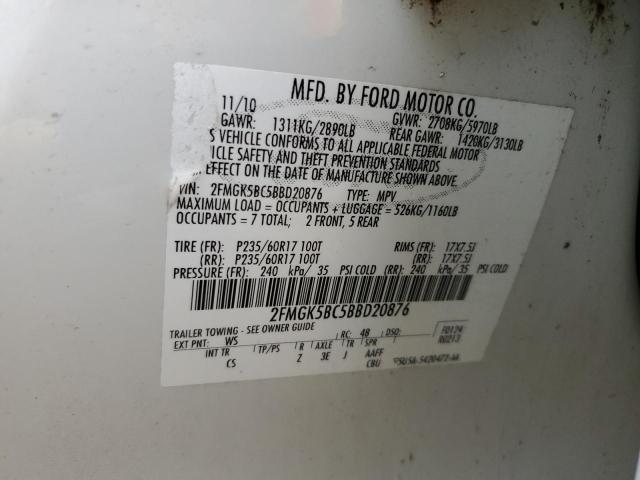 MFD. BY FORD MOTOR CO.
11/10 GVWR: 2708KG/5970LB
GAWR: 1311KG/2890LB REAR GAWR: 1420KG/3130LB
S VEHICLE CONFORMS TO ALL APPLICABLE FEDERAL MOTOR
ICLE SAFETY AND THEFT PREVENTION STANDARDS
EFFECT ON THE DATE OF MANUFACTURE SHOWN ABOVE.
VIN: 2FMGK5BC5BBD20876 TYPE: MPV
MAXIMUM LOAD = OCCUPANTS + LUGGAGE = 526KG/1160LB
OCCUPANTS = 7 TOTAL; 2 FRONT, 5 REAR
TIRE (FR): P235/60R17 100T RIMS (FR): 17X7.5J
(RR): P235/60R17 100T (RR): 17X7.5J
PRESSURE (FR): 240 kPa/ 35 PSI COLD (RR): 240 kPa/ 35 PSI COLD
2FMGK5BC5BBD20876
TRAILER TOWING - SEE OWNER GUIDE
EXT PNT: WS RC: 48 DSO: F0124
R0213
INT TR TP/PS R AXLE TR SPR
CS Z 3E J AAFF
CBU